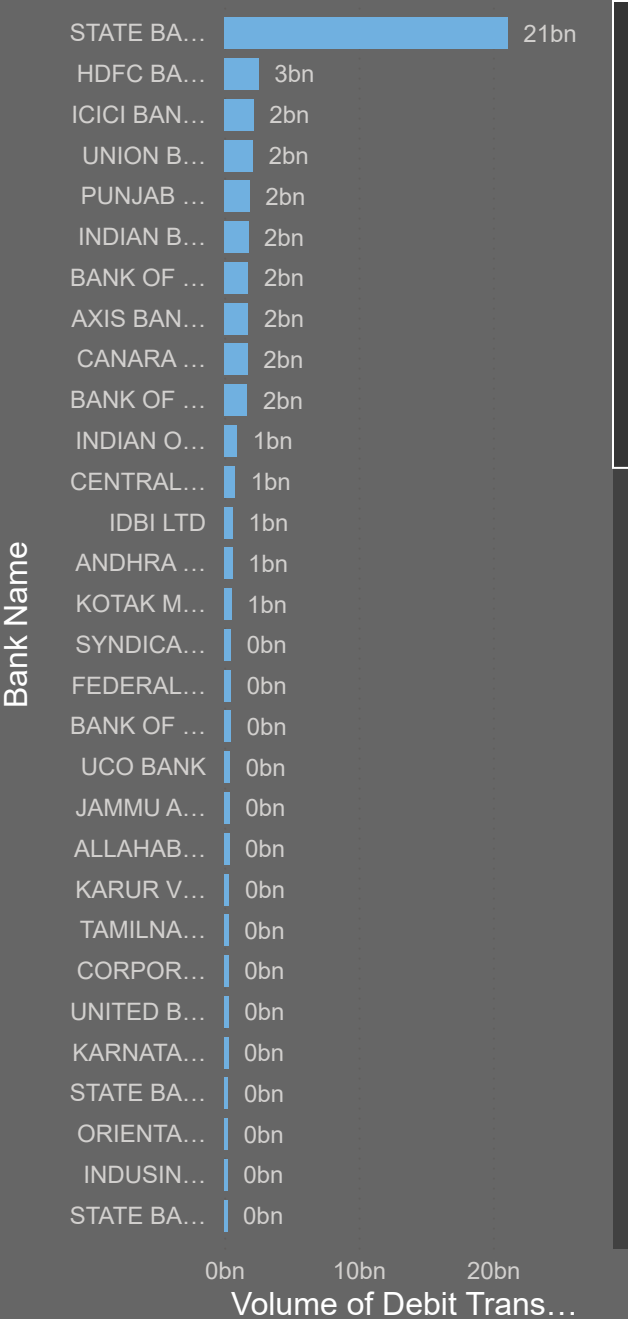 STATE BA… 21bn
HDFC BA… 3bn
ICICI BAN… 2bn
UNION B… 2bn
PUNJAB … 2bn
INDIAN B… 2bn
BANK OF … 2bn
AXIS BAN… 2bn
CANARA … 2bn
BANK OF … 2bn
INDIAN O… 1bn
CENTRAL… 1bn
IDBI LTD 1bn
ANDHRA … 1bn
KOTAK M… 1bn
SYNDICA… 0bn
FEDERAL… 0bn
BANK OF … 0bn
UCO BANK 0bn
JAMMU A… 0bn
ALLAHAB… 0bn
KARUR V… 0bn
TAMILNA… 0bn
CORPOR… 0bn
UNITED B… 0bn
KARNATA… 0bn
STATE BA… 0bn
ORIENTA… 0bn
INDUSIN… 0bn
STATE BA… 0bn
Bank Name
0bn 10bn 20bn
Volume of Debit Trans…